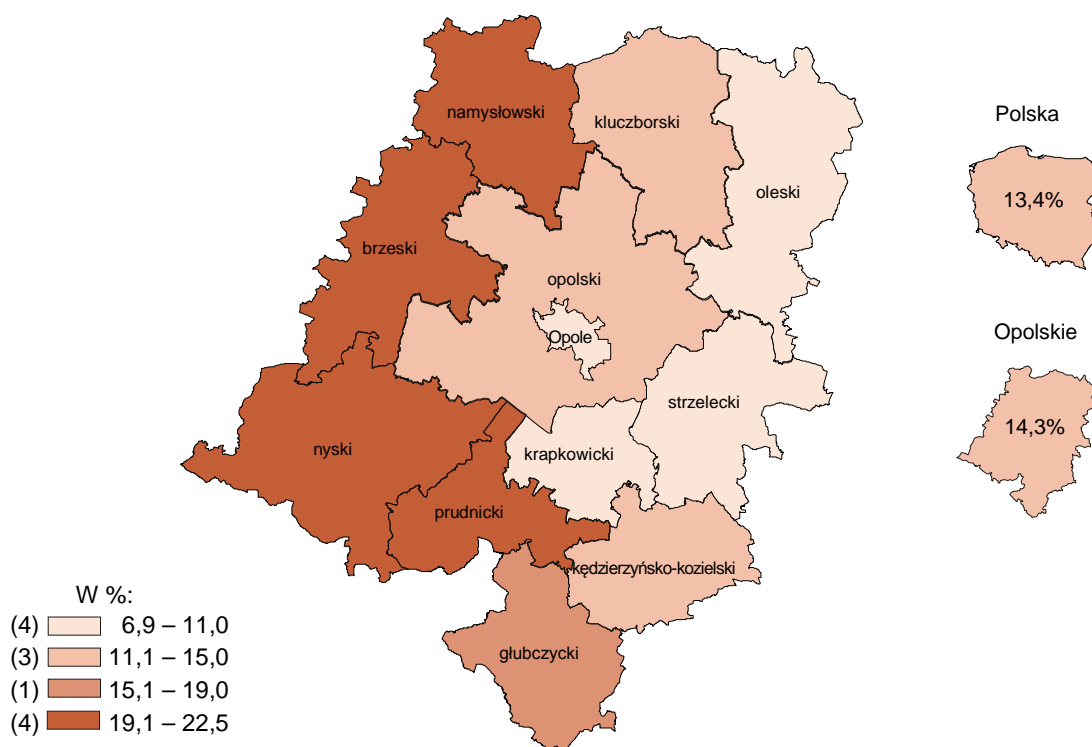 namysłowski
kluczborski
oleski
brzeski
opolski
Opole
strzelecki
nyski
krapkowicki
prudnicki
kędzierzyńsko-kozielski
głubczycki
Polska
13,4%
Opolskie
14,3%
W %:
(4) 6,9 – 11,0
(3) 11,1 – 15,0
(1) 15,1 – 19,0
(4) 19,1 – 22,5